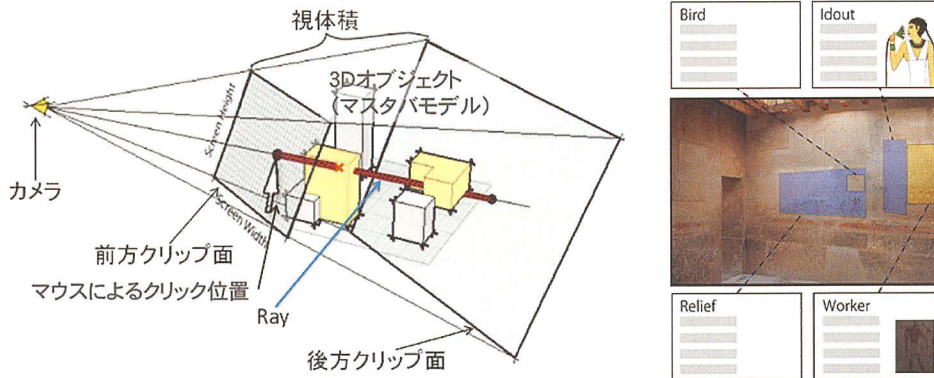 視体積
3Dオブジェクト
(マスタバモデル)
Screen Height
カメラ
Screen Width
前方クリップ面
マウスによるクリック位置
Ray
後方クリップ面
Bird
Idout
Relief
Worker